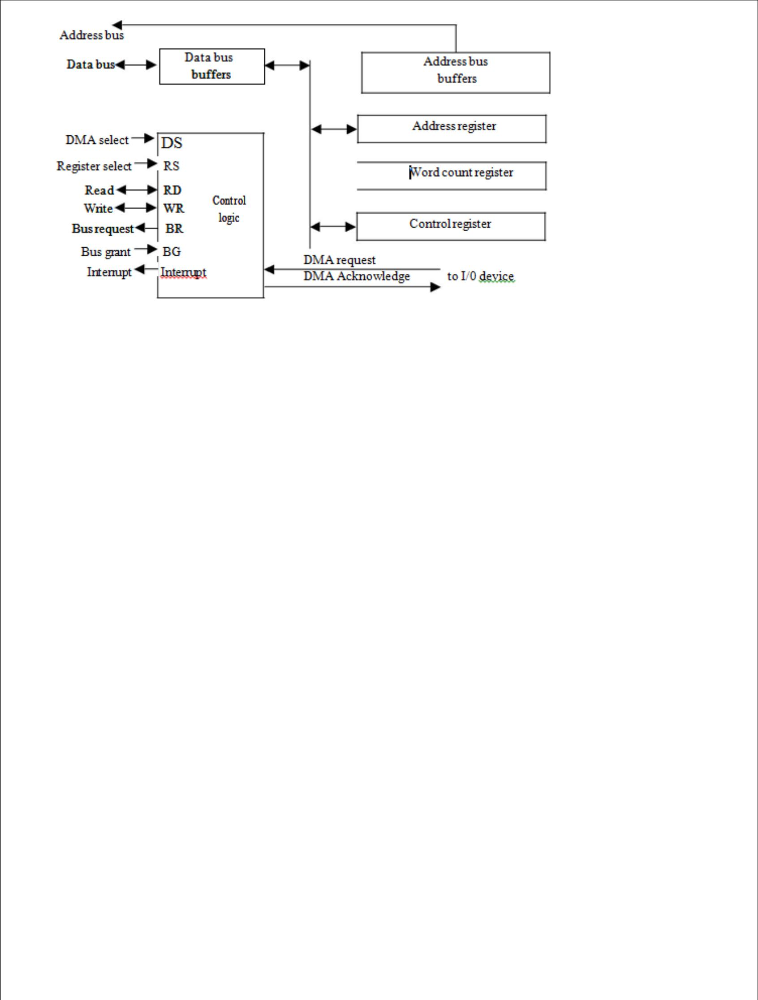 Address bus
Data bus
Data bus
buffers
Address bus
buffers
Address register
DMA select
DS
Register select
RS
Word count register
Read
RD
Write
WR
Control
logic
Bus request
BR
Control register
Bus grant
BG
DMA request
Interrupt
Interrupt
DMA Acknowledge
to I/0 device